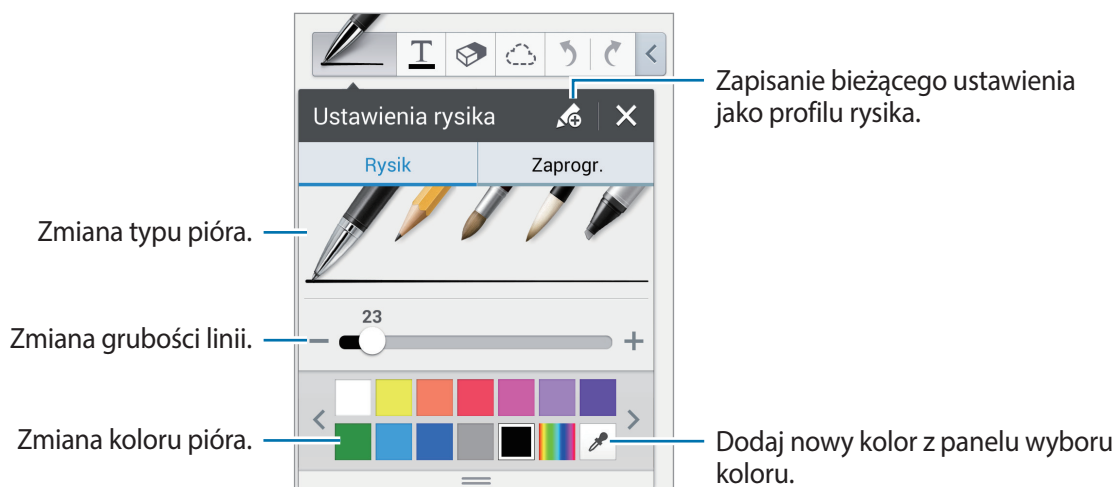 T
Zapisanie bieżącego ustawienia
jako profilu rysika.
Ustawienia rysika
Rysik
Zaprogr.
Zmiana typu pióra.
23
Zmiana grubości linii.
Zmiana koloru pióra.
Dodaj nowy kolor z panelu wyboru
koloru.